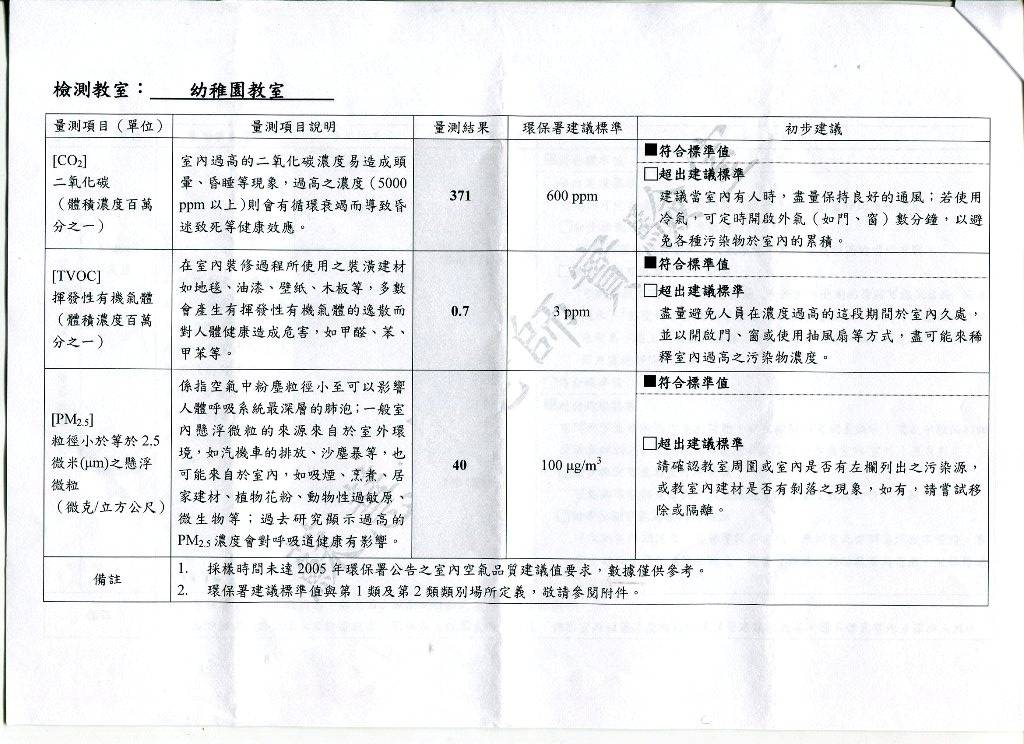 檢測教室： 幼稚園教室
量測項目（單位） 量測項目說明 量測結果 環保署建議標準 初步建議
[CO2]
二氧化碳
（體積濃度百萬
分之一）
室內過高的二氧化碳濃度易造成頭
暈、昏睡等現象，過高之濃度（5000
ppm 以上）則會有循環衰竭而導致昏
迷致死等健康效應。
371
600 ppm
■符合標準值
□超出建議標準
建議當室內有人時，盡量保持良好的通風；若使用
冷氣，可定時開啟外氣（如門、窗）數分鐘，以避
免各種污染物於室內的累積。
[TVOC]
揮發性有機氣體
（體積濃度百萬
分之一）
在室內裝修過程所使用之裝潢建材
如地毯、油漆、壁紙、木板等，多數
會產生有揮發性有機氣體的逸散而
對人體健康造成危害，如甲醛、苯、
甲苯等。
0.7
3 ppm
■符合標準值
□超出建議標準
盡量避免人員在濃度過高的這段期間於室內久處，
並以開啟門、窗或使用抽風扇等方式，盡可能來稀
釋室內過高之污染物濃度。
[PM2.5]
粒徑小於等於 2.5
微米(μm)之懸浮
微粒
（微克/立方公尺）
係指空氣中粉塵粒徑小至可以影響
人體呼吸系統最深層的肺泡；一般室
內懸浮微粒的來源來自於室外環
境，如汽機車的排放、沙塵暴等，也
可能來自於室內，如吸煙、烹煮、居
家建材、植物花粉、動物性過敏原、
微生物等；過去研究顯示過高的
PM2.5 濃度會對呼吸道健康有影響。
40
100 μg/m3
■符合標準值
□超出建議標準
請確認教室周圍或室內是否有左欄列出之污染源，
或教室內建材是否有剝落之現象，如有，請嘗試移
除或隔離。
備註
1. 採樣時間未達 2005 年環保署公告之室內空氣品質建議值要求，數據僅供參考。
2. 環保署建議標準值與第 1 類及第 2 類類別場所定義，敬請參閱附件。